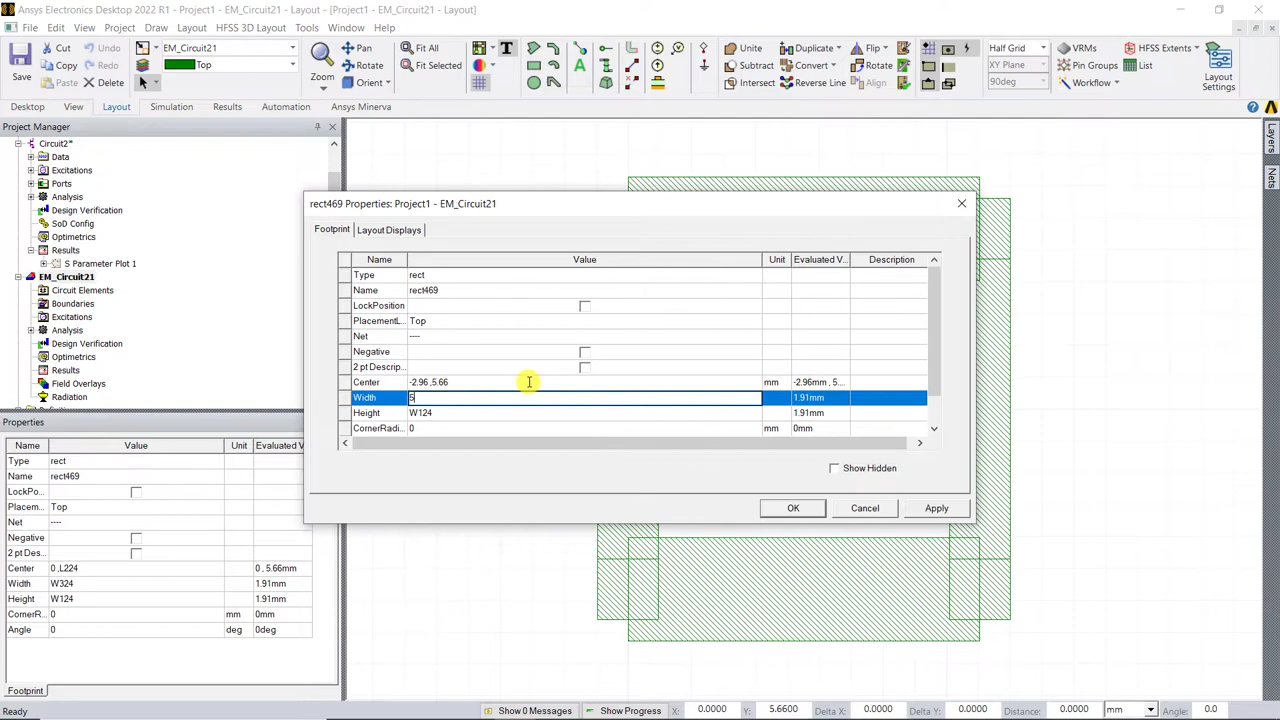 Ansys Electronics Desktop 2022 R1 - Project1 - EM_Circuit21 - Layout - [Project1 - EM_Circuit21 - Layout]
File Edit View Project Draw Layout HFSS 3D Layout Tools Window Help
Save
Cut
Copy
Paste
Undo
Redo
Delete
EM_Circuit21
Top
Zoom
Pan
Rotate
Orient
Fit All
Fit Selected
Unite
Subtract
Intersect
Duplicate
Convert
Reverse Line
Flip
Rotate
Align
Half Grid
XY Plane
90deg
VRMs
Pin Groups
Workflow
HFSS Extents
List
Layout
Settings
Desktop View Layout Simulation Results Automation Ansys Minerva
Project Manager
Circuit2*
Data
Excitations
Ports
Analysis
Design Verification
SoD Config
Optimetrics
Results
S Parameter Plot 1
EM_Circuit21
Circuit Elements
Boundaries
Excitations
Analysis
Design Verification
Optimetrics
Results
Field Overlays
Radiation
Properties
Name Value Unit Evaluated V...
Type rect
Name rect469
LockPo...
Placem... Top
Net ----
Negative
2 pt Des...
Center 0 ,L224 0 , 5.66mm
Width W324 1.91mm
Height W124 1.91mm
CornerR... 0 mm 0mm
Angle 0 deg 0deg
Footprint
rect469 Properties: Project1 - EM_Circuit21
Footprint Layout Displays
Name Value Unit Evaluated V... Description
Type rect
Name rect469
LockPosition
PlacementL... Top
Net ----
Negative
2 pt Descrip...
Center -2.96 ,5.66 mm -2.96mm , 5...
Width 5 1.91mm
Height W124 1.91mm
CornerRadi... 0 mm 0mm
Show Hidden
OK Cancel Apply
Layers
Nets
Ready
Show 0 Messages Show Progress X: 0.0000 Y: 5.6600 Delta X: 0.0000 Delta Y: 0.0000 Distance: 0.0000 mm Angle: 0.0